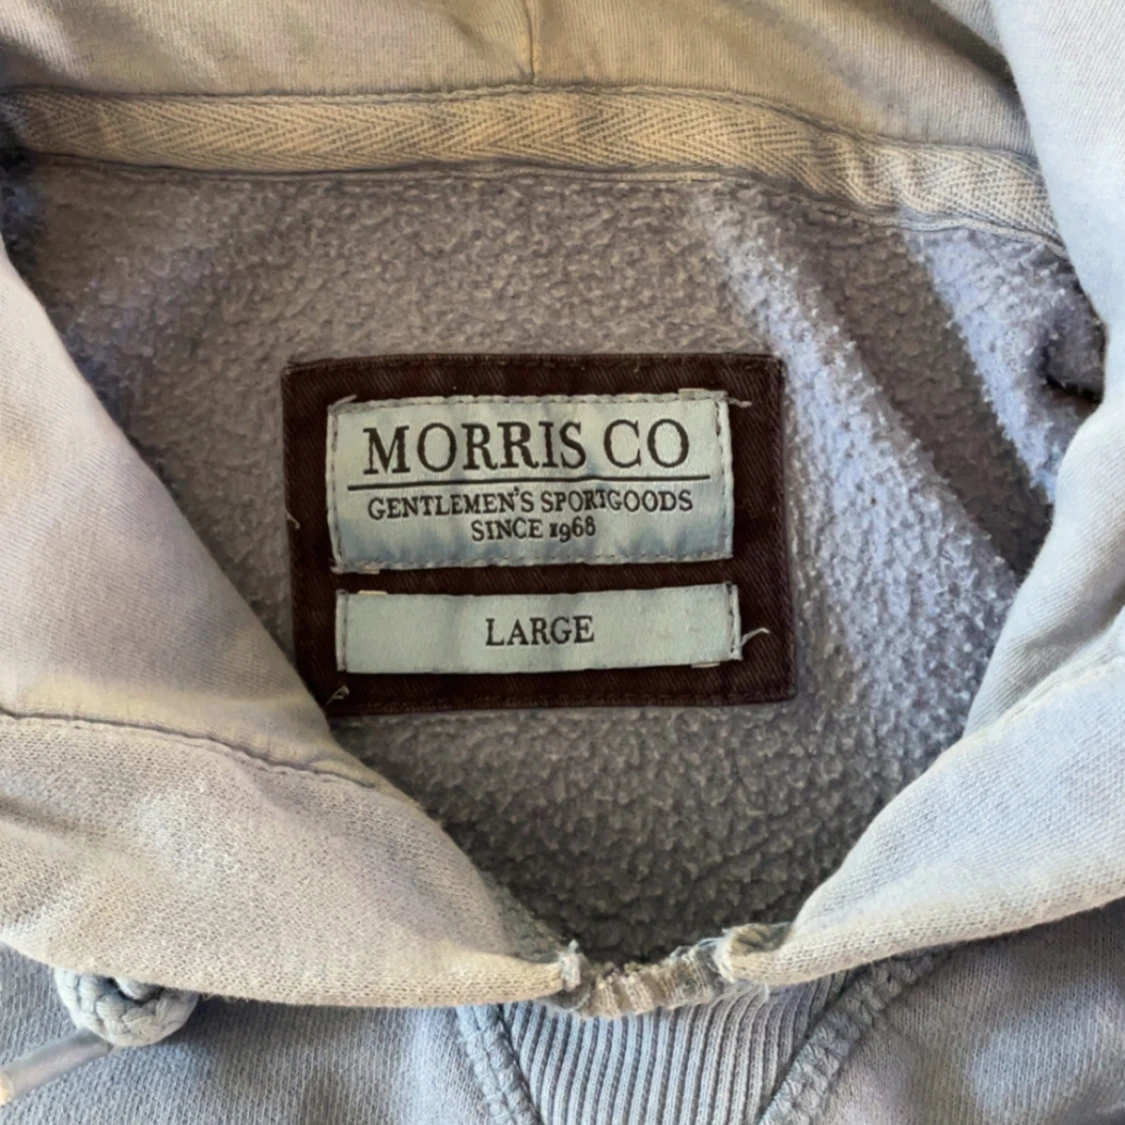 MORRIS CO
GENTLEMEN'S SPORTGOODS
SINCE 1968
LARGE